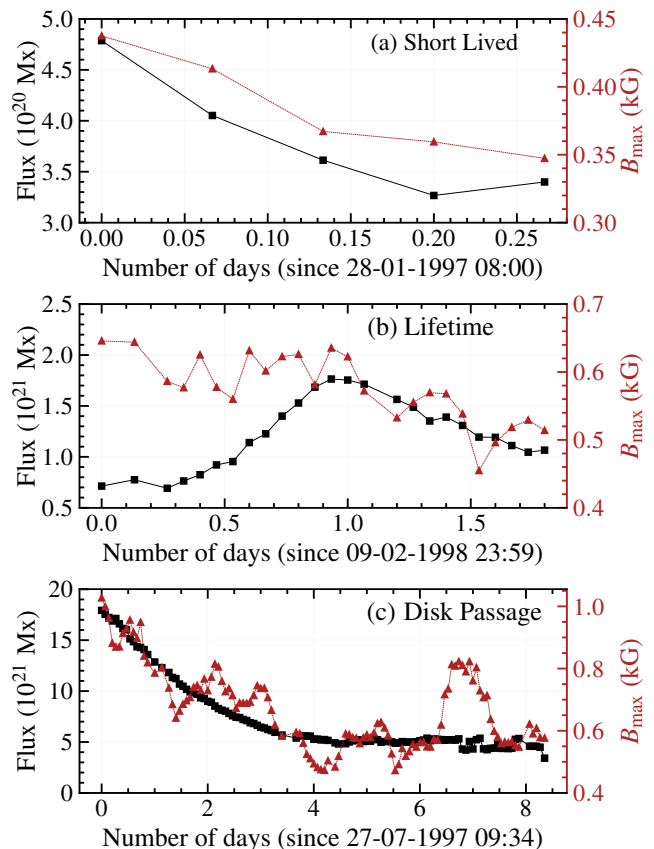 (a) Short Lived
5.0
4.5
4.0
3.5
3.0
Flux (10²⁰ Mx)
0.45
0.40
0.35
0.30
B_max (kG)
0.00 0.05 0.10 0.15 0.20 0.25
Number of days (since 28-01-1997 08:00)
(b) Lifetime
2.5
2.0
1.5
1.0
0.5
Flux (10²¹ Mx)
0.7
0.6
0.5
0.4
B_max (kG)
0.0 0.5 1.0 1.5
Number of days (since 09-02-1998 23:59)
(c) Disk Passage
20
15
10
5
0
Flux (10²¹ Mx)
1.0
0.8
0.6
0.4
B_max (kG)
0 2 4 6 8
Number of days (since 27-07-1997 09:34)